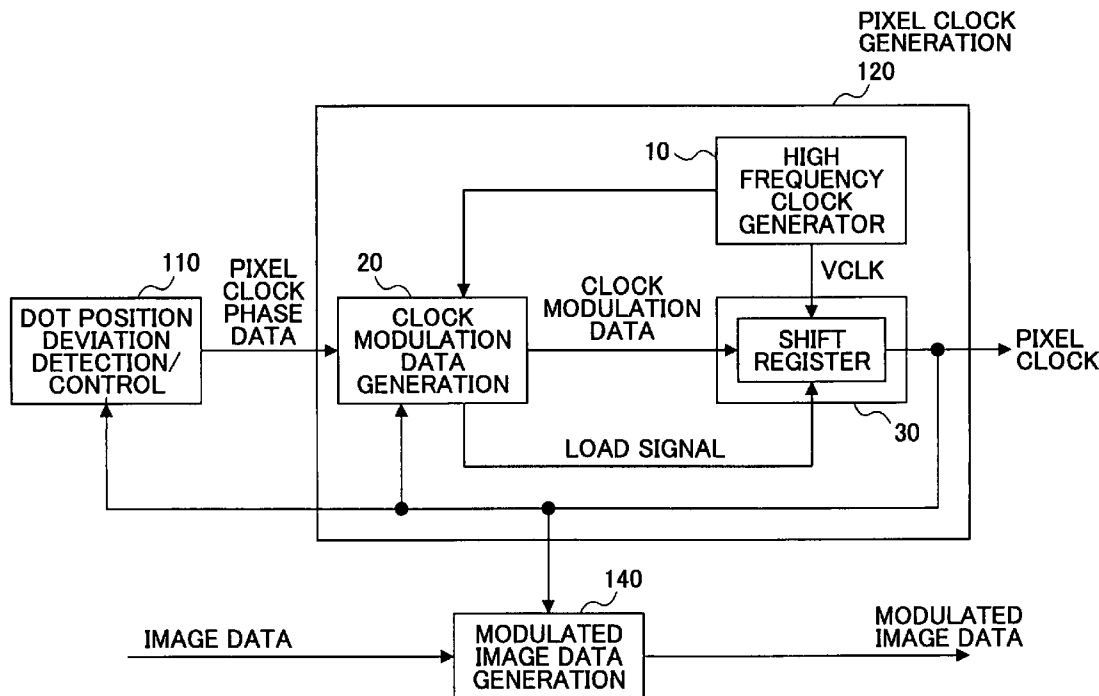 PIXEL CLOCK
GENERATION
120
10
HIGH
FREQUENCY
CLOCK
GENERATOR
110
PIXEL
CLOCK
PHASE
DATA
20
CLOCK
MODULATION
DATA
VCLK
DOT POSITION
DEVIATION
DETECTION/
CONTROL
CLOCK
MODULATION
DATA
GENERATION
SHIFT
REGISTER
PIXEL
CLOCK
30
LOAD SIGNAL
140
IMAGE DATA
MODULATED
IMAGE DATA
GENERATION
MODULATED
IMAGE DATA